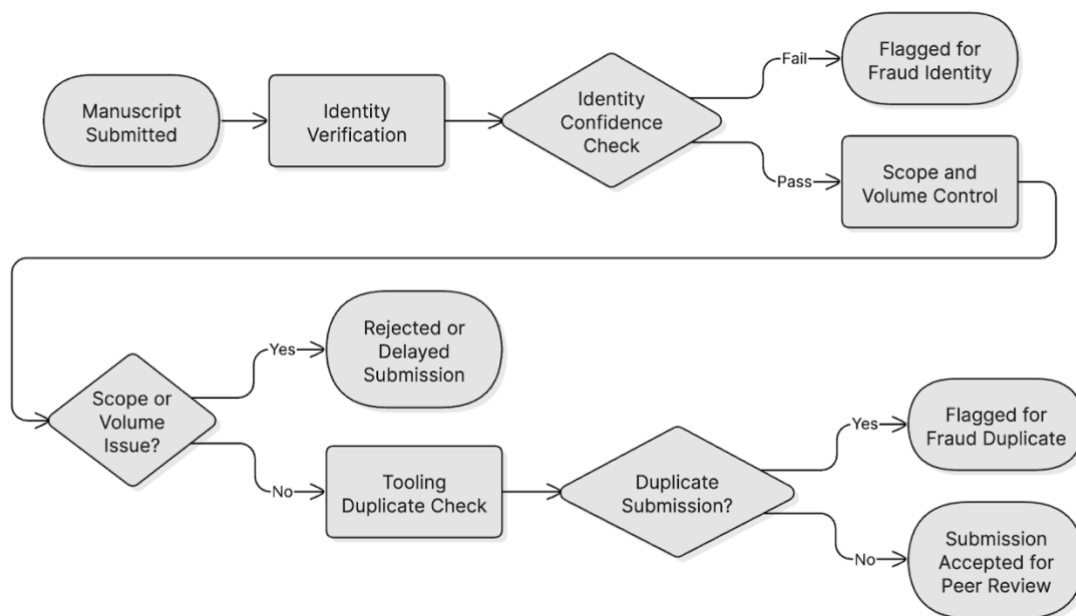 Manuscript
Submitted
Identity
Verification
Identity
Confidence
Check
Fail
Flagged for
Fraud Identity
Pass
Scope and
Volume Control
Scope or
Volume
Issue?
Yes
Rejected or
Delayed
Submission
No
Tooling
Duplicate Check
Duplicate
Submission?
Yes
Flagged for
Fraud Duplicate
No
Submission
Accepted for
Peer Review